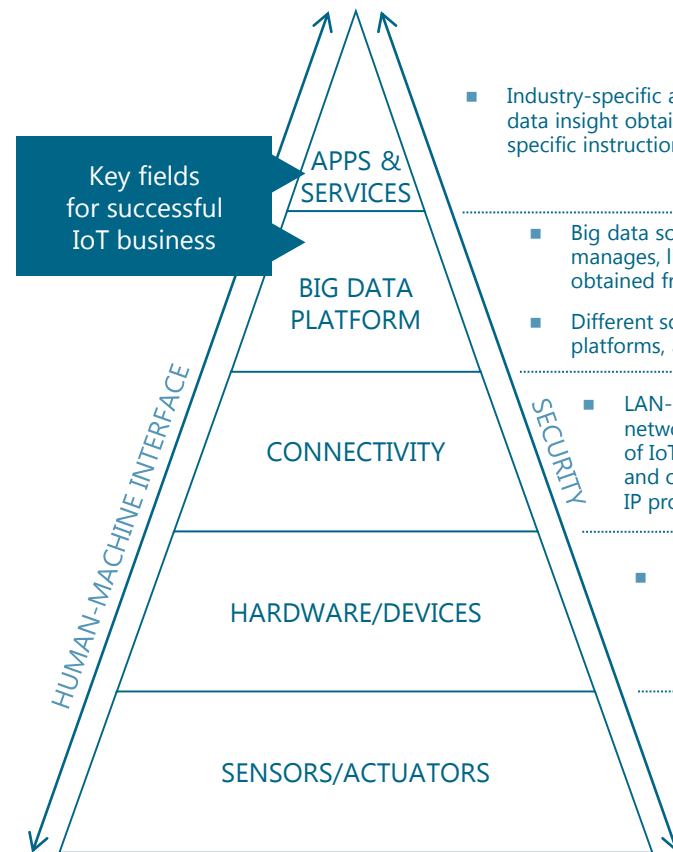 Key fields
for successful
IoT business
APPS &
SERVICES
BIG DATA
PLATFORM
CONNECTIVITY
HARDWARE/DEVICES
SENSORS/ACTUATORS
HUMAN-MACHINE INTERFACE
SECURITY
Industry-specific
data insight
specific
Big data
manages,
obtained
Different
platforms,
LAN-
of IoT
and
IP